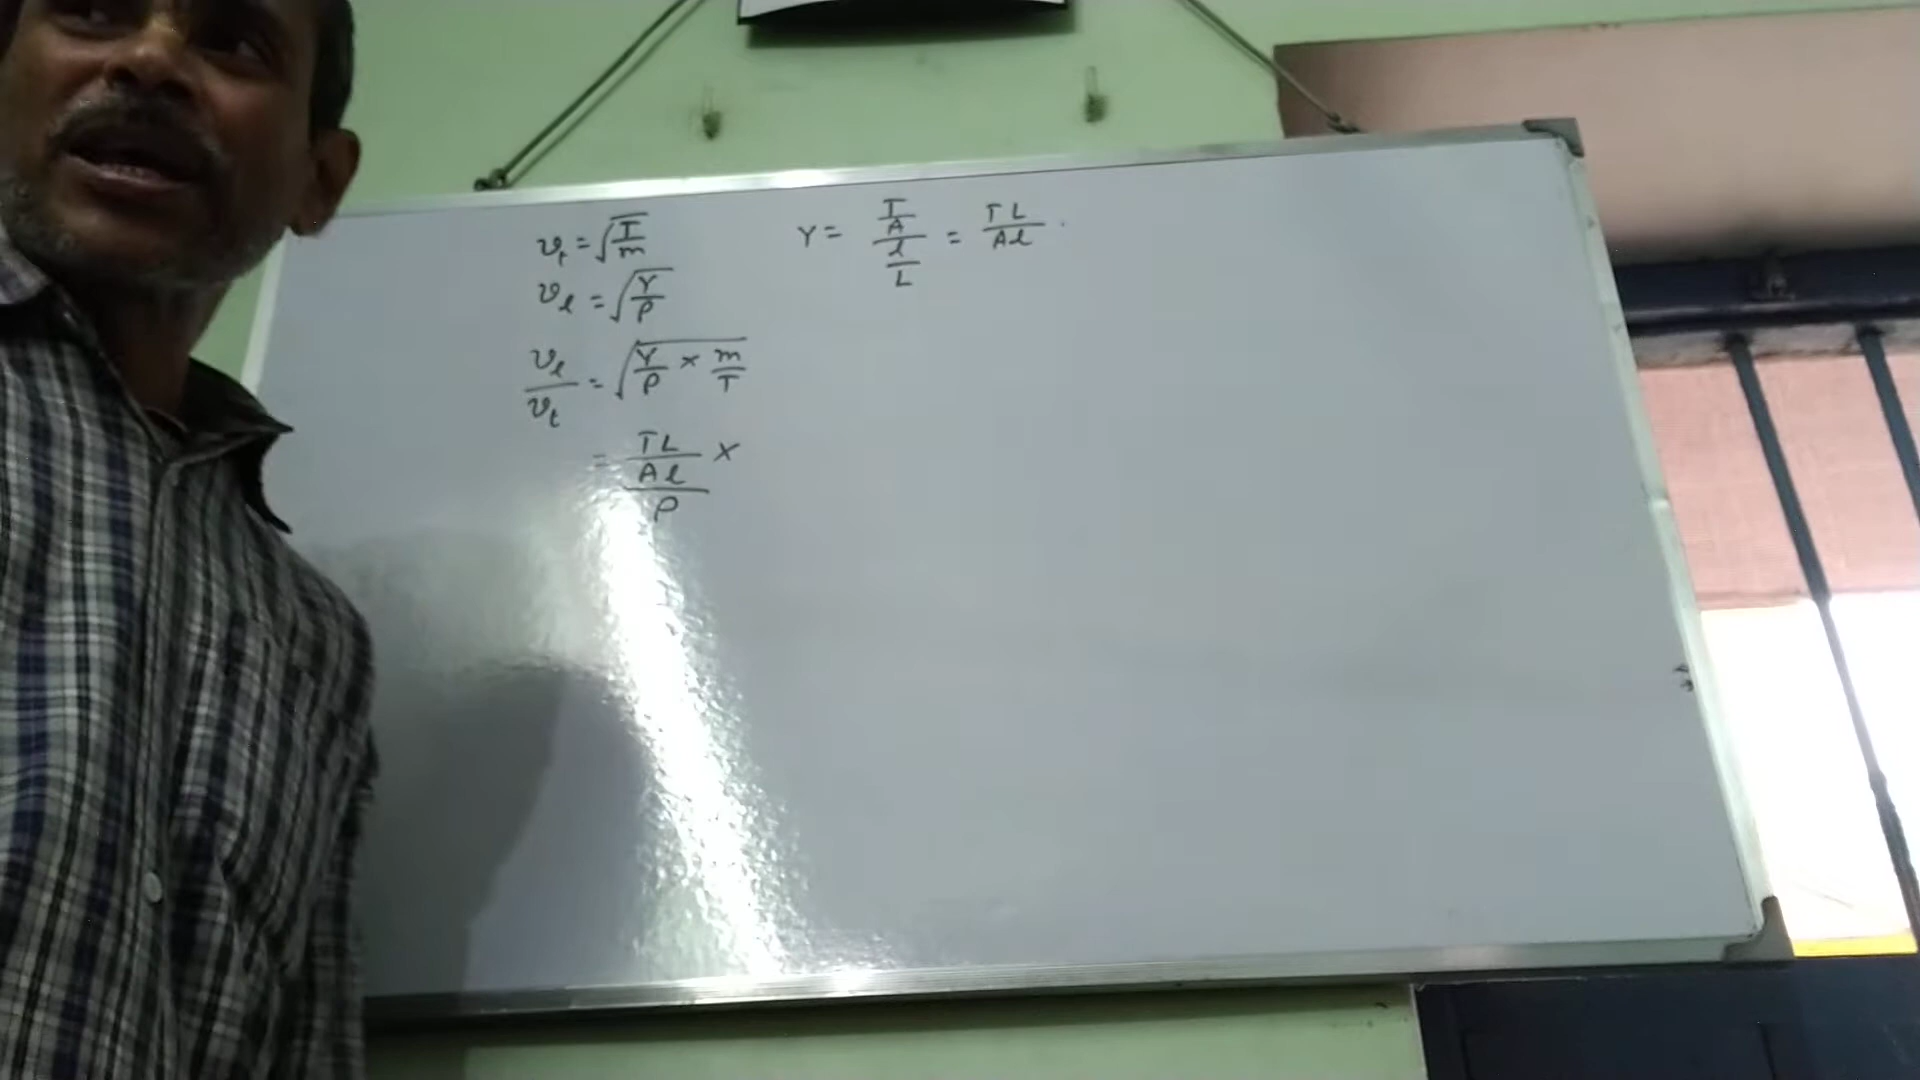 v_t = √(T/m)
Y = (T/A)/(l/L) = TL/Al
v_l = √(Y/ρ)
v_l/v_t = √(Y/ρ × m/T)
= (TL/Al)/ρ ×